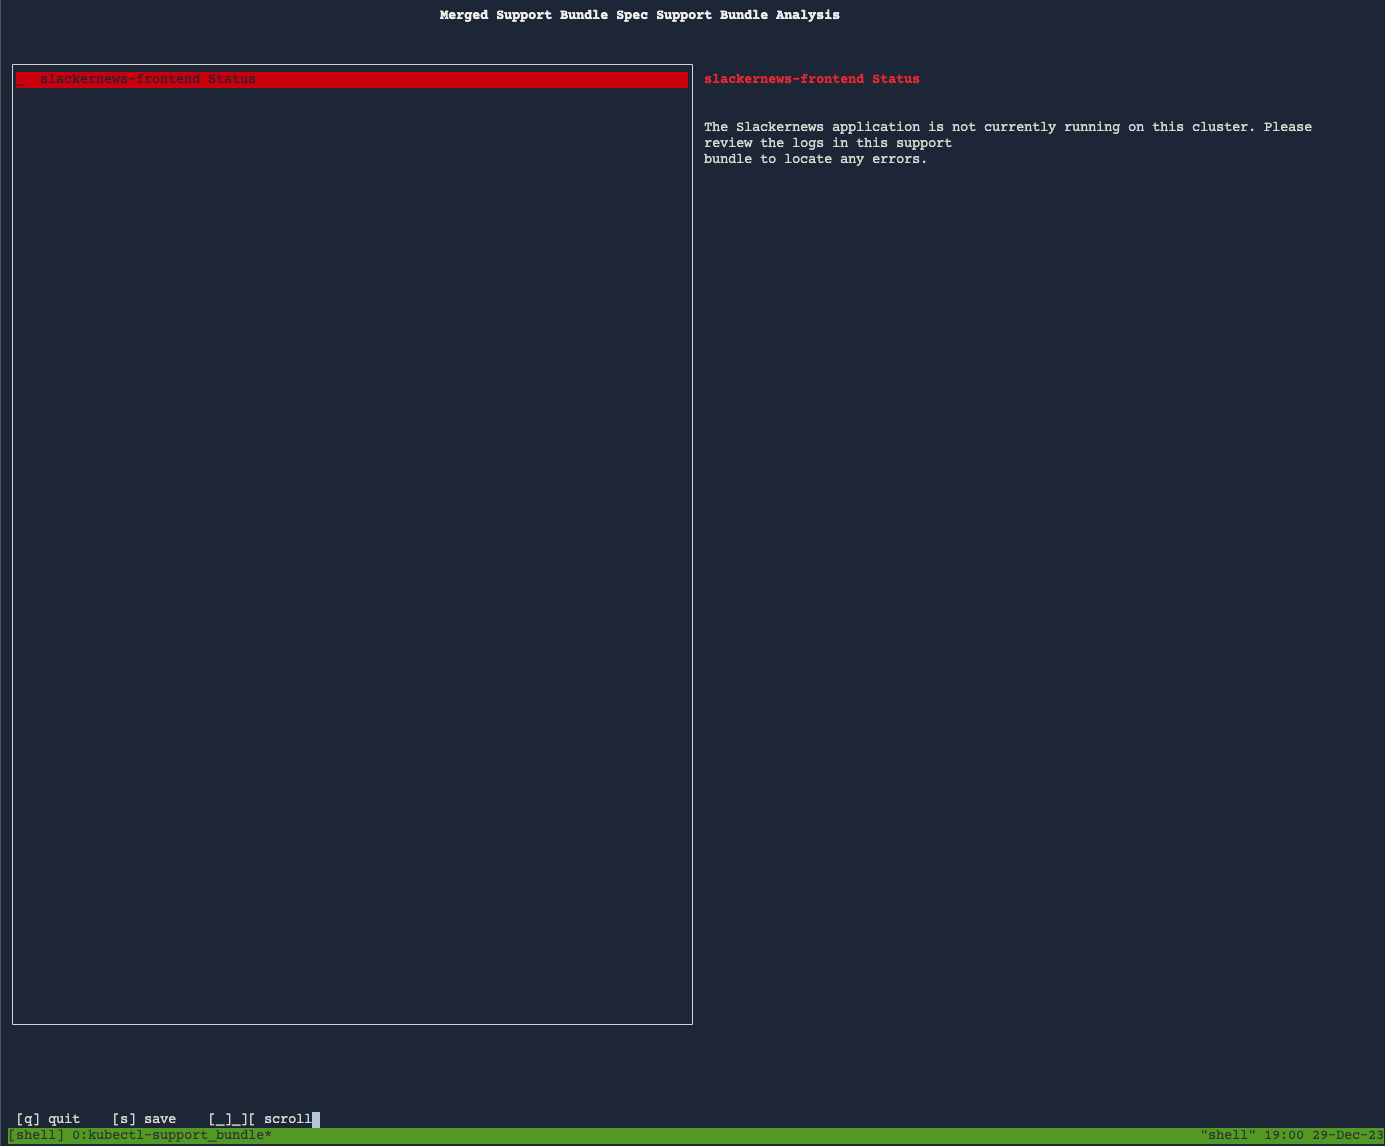 Merged Support Bundle Spec Support Bundle Analysis
_ slackernews-frontend Status
slackernews-frontend Status
The Slackernews application is not currently running on this cluster. Please
review the logs in this support
bundle to locate any errors.
[q] quit    [s] save    [_]_][ scroll
[shell] 0:kubectl-support_bundle*    "shell" 19:00 29-Dec-23